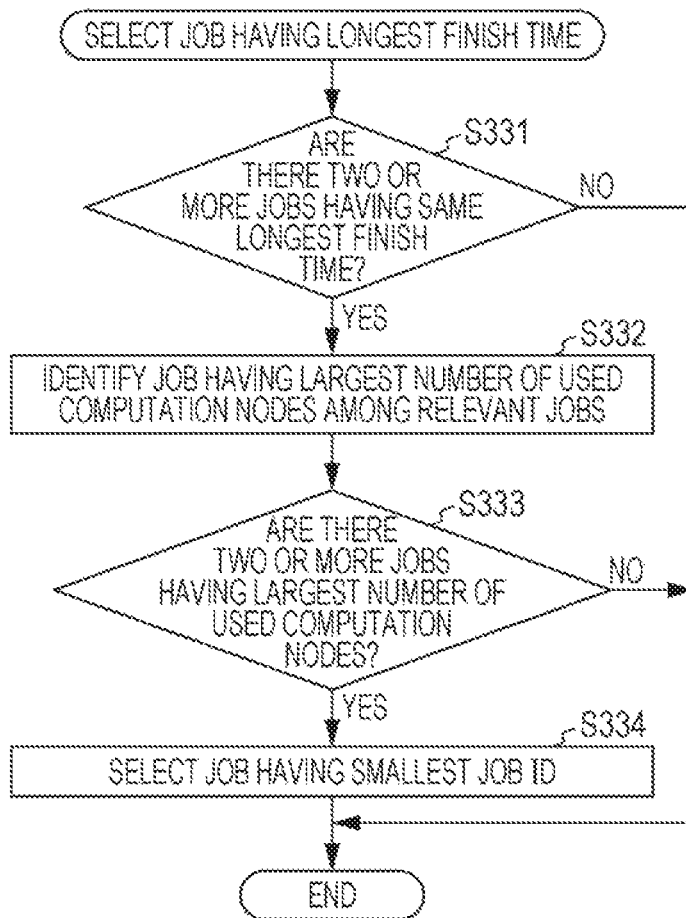 SELECT JOB HAVING LONGEST FINISH TIME
S331
ARE
THERE TWO OR
MORE JOBS HAVING SAME
LONGEST FINISH
TIME?
NO
YES
S332
IDENTIFY JOB HAVING LARGEST NUMBER OF USED
COMPUTATION NODES AMONG RELEVANT JOBS
S333
ARE THERE
TWO OR MORE JOBS
HAVING LARGEST NUMBER OF
USED COMPUTATION
NODES?
NO
YES
S334
SELECT JOB HAVING SMALLEST JOB ID
END